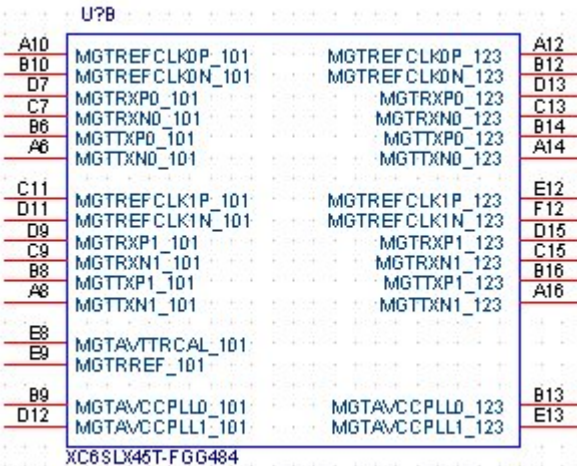 U?B
A10 MGTREFCLK0P_101 MGTREFCLK0P_123 A12
B10 MGTREFCLK0N_101 MGTREFCLK0N_123 B12
D7 MGTRXP0_101 MGTRXP0_123 D13
C7 MGTRXN0_101 MGTRXN0_123 C13
B6 MGTTXP0_101 MGTTXP0_123 B14
A6 MGTTXN0_101 MGTTXN0_123 A14
C11 MGTREFCLK1P_101 MGTREFCLK1P_123 E12
D11 MGTREFCLK1N_101 MGTREFCLK1N_123 F12
D9 MGTRXP1_101 MGTRXP1_123 D15
C9 MGTRXN1_101 MGTRXN1_123 C15
B8 MGTTXP1_101 MGTTXP1_123 B16
A8 MGTTXN1_101 MGTTXN1_123 A16
E8 MGTAVTTRCAL_101
E9 MGTRREF_101
B9 MGTAVCCPLL0_101 MGTAVCCPLL0_123 B13
D12 MGTAVCCPLL1_101 MGTAVCCPLL1_123 E13
XC6SLX45T-FGG484